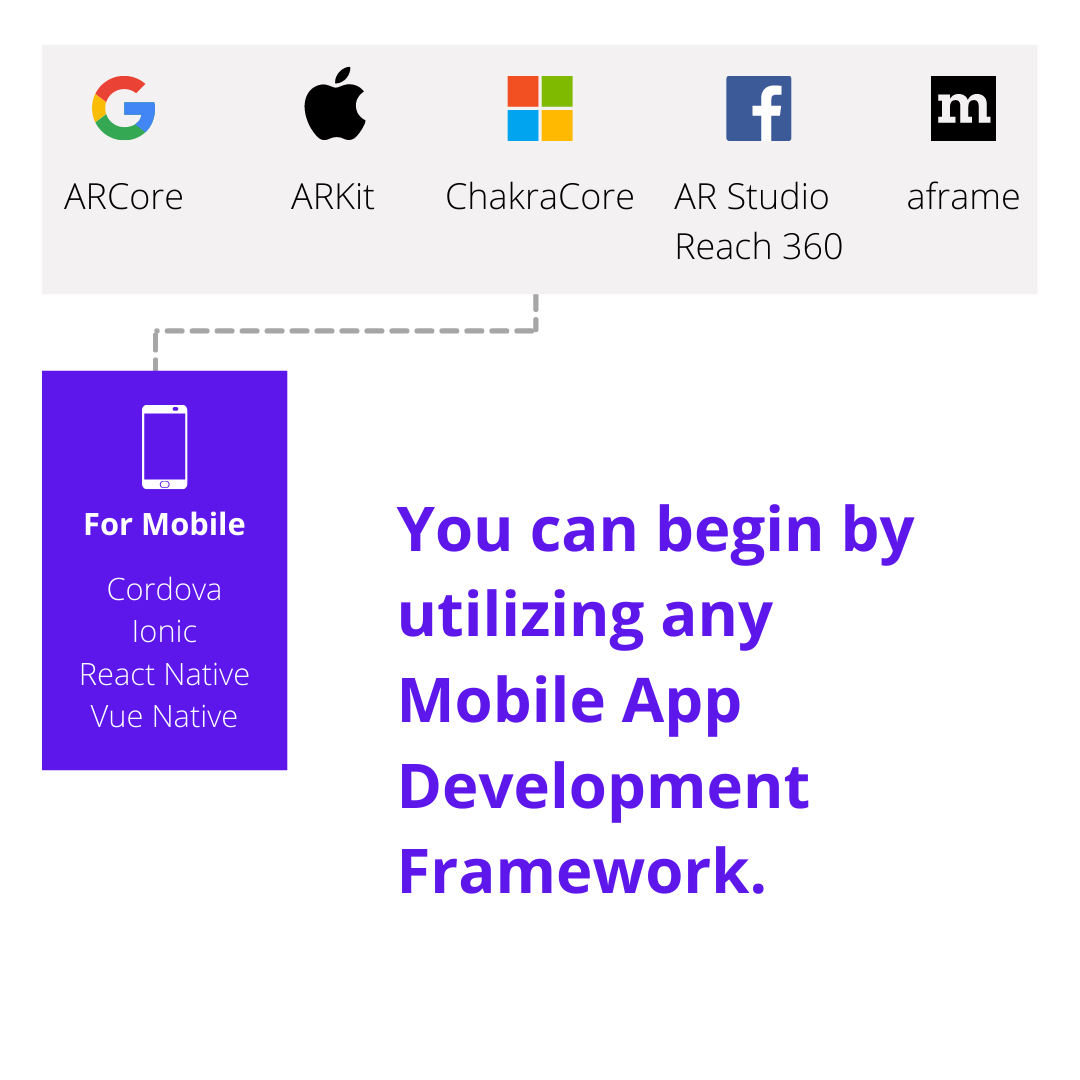 ARCore
ARKit
ChakraCore
AR Studio
Reach 360
m
aframe
For Mobile
Cordova
Ionic
React Native
Vue Native
You can begin by
utilizing any
Mobile App
Development
Framework.